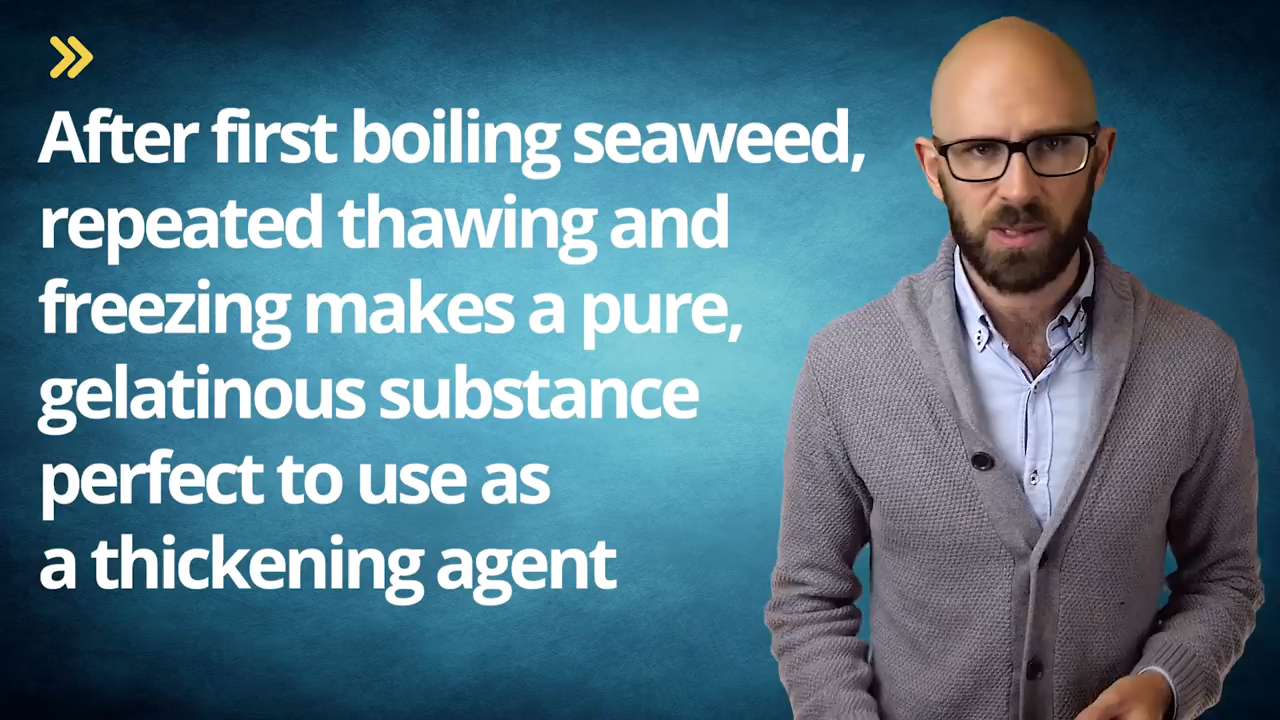 After first boiling seaweed,
repeated thawing and
freezing makes a pure,
gelatinous substance
perfect to use as
a thickening agent